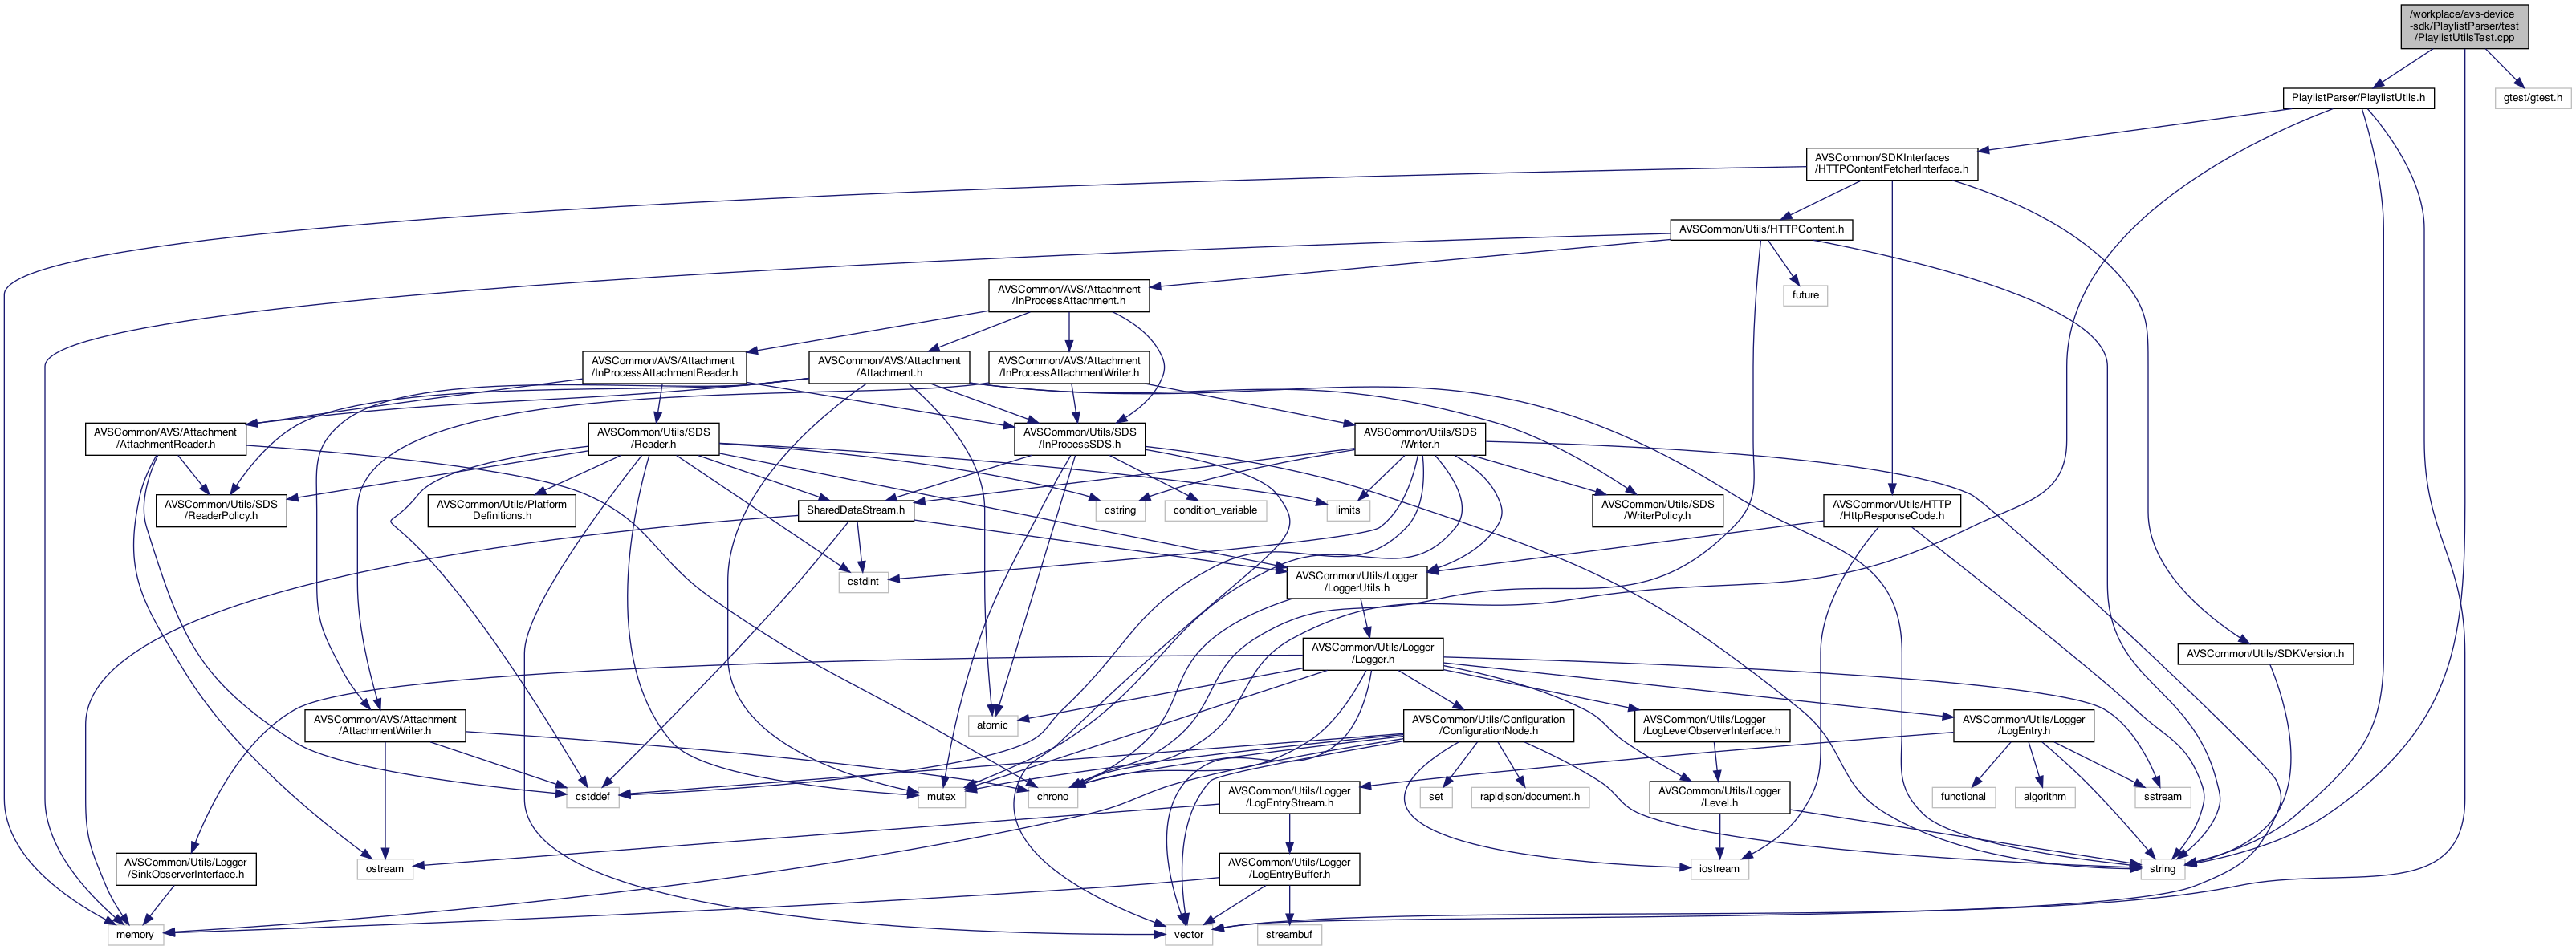 /workplace/avs-device
-sdk/PlaylistParser/test
/PlaylistUtilsTest.cpp
PlaylistParser/PlaylistUtils.h
gtest/gtest.h
AVSCommon/SDKInterfaces
/HTTPContentFetcherInterface.h
AVSCommon/Utils/HTTPContent.h
AVSCommon/AVS/Attachment
/InProcessAttachment.h
future
AVSCommon/AVS/Attachment
/InProcessAttachmentReader.h
AVSCommon/AVS/Attachment
/Attachment.h
AVSCommon/AVS/Attachment
/InProcessAttachmentWriter.h
AVSCommon/AVS/Attachment
/AttachmentReader.h
AVSCommon/Utils/SDS
/Reader.h
AVSCommon/Utils/SDS
/InProcessSDS.h
AVSCommon/Utils/SDS
/Writer.h
AVSCommon/Utils/SDS
/ReaderPolicy.h
AVSCommon/Utils/Platform
Definitions.h
SharedDataStream.h
cstring
condition_variable
limits
AVSCommon/Utils/SDS
/WriterPolicy.h
AVSCommon/Utils/HTTP
/HttpResponseCode.h
cstdint
AVSCommon/Utils/Logger
/LoggerUtils.h
AVSCommon/Utils/Logger
/Logger.h
AVSCommon/Utils/SDKVersion.h
AVSCommon/AVS/Attachment
/AttachmentWriter.h
atomic
AVSCommon/Utils/Configuration
/ConfigurationNode.h
AVSCommon/Utils/Logger
/LogLevelObserverInterface.h
AVSCommon/Utils/Logger
/LogEntry.h
cstddef
mutex
chrono
AVSCommon/Utils/Logger
/LogEntryStream.h
set
rapidjson/document.h
AVSCommon/Utils/Logger
/Level.h
functional
algorithm
sstream
AVSCommon/Utils/Logger
/SinkObserverInterface.h
ostream
AVSCommon/Utils/Logger
/LogEntryBuffer.h
iostream
string
memory
vector
streambuf